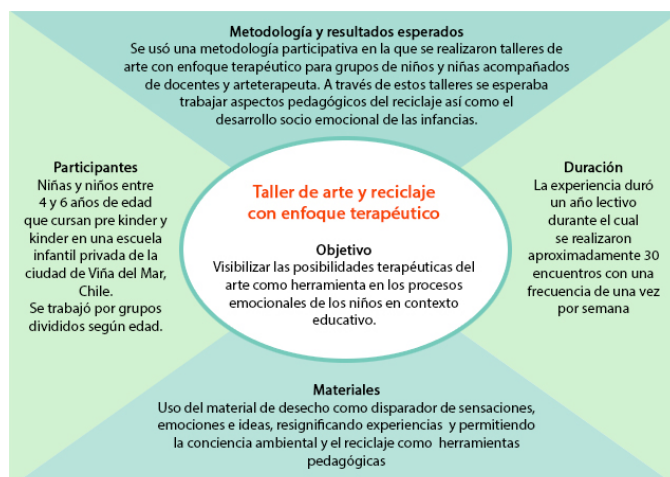 Metodología y resultados esperados
Se usó una metodología participativa en la que se realizaron talleres de
arte con enfoque terapéutico para grupos de niños y niñas acompañados
de docentes y arteterapeuta. A través de estos talleres se esperaba
trabajar aspectos pedagógicos del reciclaje así como el
desarrollo socio emocional de las infancias.
Participantes
Niñas y niños entre
4 y 6 años de edad
que cursan pre kinder y
kinder en una escuela
infantil privada de la
ciudad de Viña del Mar,
Chile.
Se trabajó por grupos
divididos según edad.
Taller de arte y reciclaje
con enfoque terapéutico
Objetivo
Visibilizar las posibilidades terapéuticas del
arte como herramienta en los procesos
emocionales de los niños en contexto
educativo.
Duración
La experiencia duró
un año lectivo
durante el cual
se realizaron
aproximadamente 30
encuentros con una
frecuencia de una vez
por semana
Materiales
Uso del material de desecho como disparador de sensaciones,
emociones e ideas, resignificando experiencias y permitiendo
la conciencia ambiental y el reciclaje como herramientas
pedagógicas